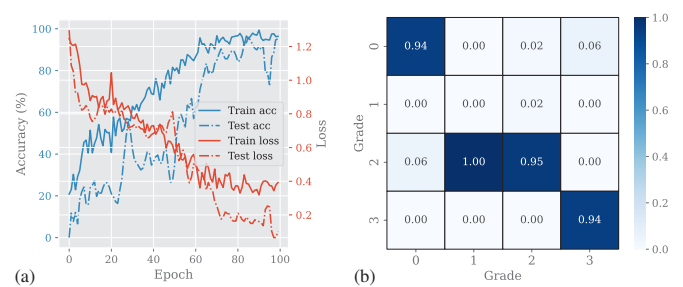 100
80
60
40
20
0
Accuracy (%)
0
20
40
60
80
100
Epoch
1.2
1.0
0.8
0.6
0.4
0.2
Loss
Train acc
Test acc
Train loss
Test loss
(a)
0
1
2
3
Grade
0.94 0.00 0.02 0.06
0.00 0.00 0.02 0.00
0.06 1.00 0.95 0.00
0.00 0.00 0.00 0.94
0 1 2 3
Grade
1.0
0.8
0.6
0.4
0.2
0.0
(b)